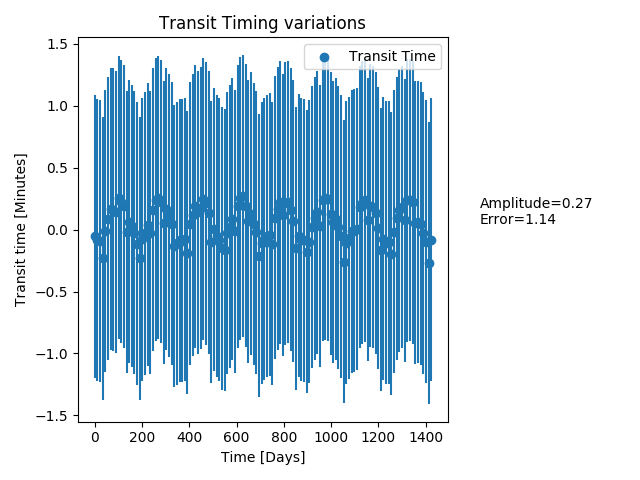 Transit Timing variations
Transit Time
1.5
1.0
0.5
0.0
−0.5
−1.0
−1.5
Transit time [Minutes]
Amplitude=0.27
Error=1.14
0 200 400 600 800 1000 1200 1400
Time [Days]